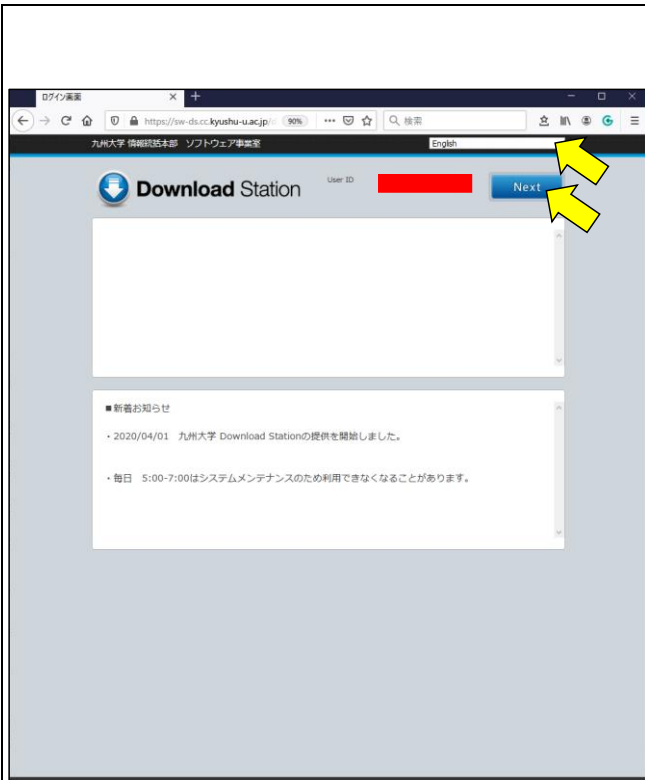 ログイン画面
https://sw-ds.cc.kyushu-u.ac.jp/ 90% 検索
九州大学 情報統括本部 ソフトウェア事業室 English
Download Station User ID Next
■新着お知らせ
・2020/04/01 九州大学 Download Stationの提供を開始しました。
・毎日 5:00-7:00はシステムメンテナンスのため利用できなくなることがあります。